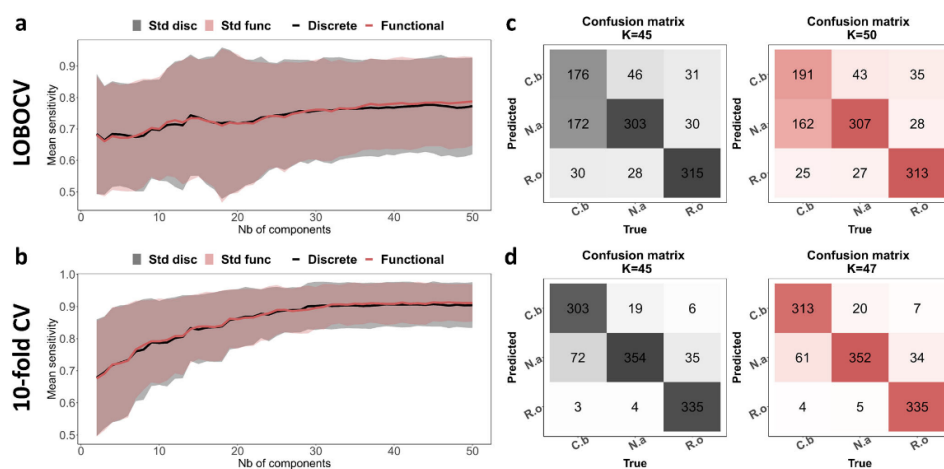 a
LOBOCV
Std disc Std func Discrete Functional
Mean sensitivity
0.9
0.8
0.7
0.6
0.5
0 10 20 30 40 50
Nb of components
c
Confusion matrix
K=45
Predicted
C.b 176 46 31
N.a 172 303 30
R.o 30 28 315
C.b N.a R.o
True
Confusion matrix
K=50
Predicted
C.b 191 43 35
N.a 162 307 28
R.o 25 27 313
C.b N.a R.o
True
b
10-fold CV
Std disc Std func Discrete Functional
Mean sensitivity
1.0
0.9
0.8
0.7
0.6
0.5
0 10 20 30 40 50
Nb of components
d
Confusion matrix
K=45
Predicted
C.b 303 19 6
N.a 72 354 35
R.o 3 4 335
C.b N.a R.o
True
Confusion matrix
K=47
Predicted
C.b 313 20 7
N.a 61 352 34
R.o 4 5 335
C.b N.a R.o
True